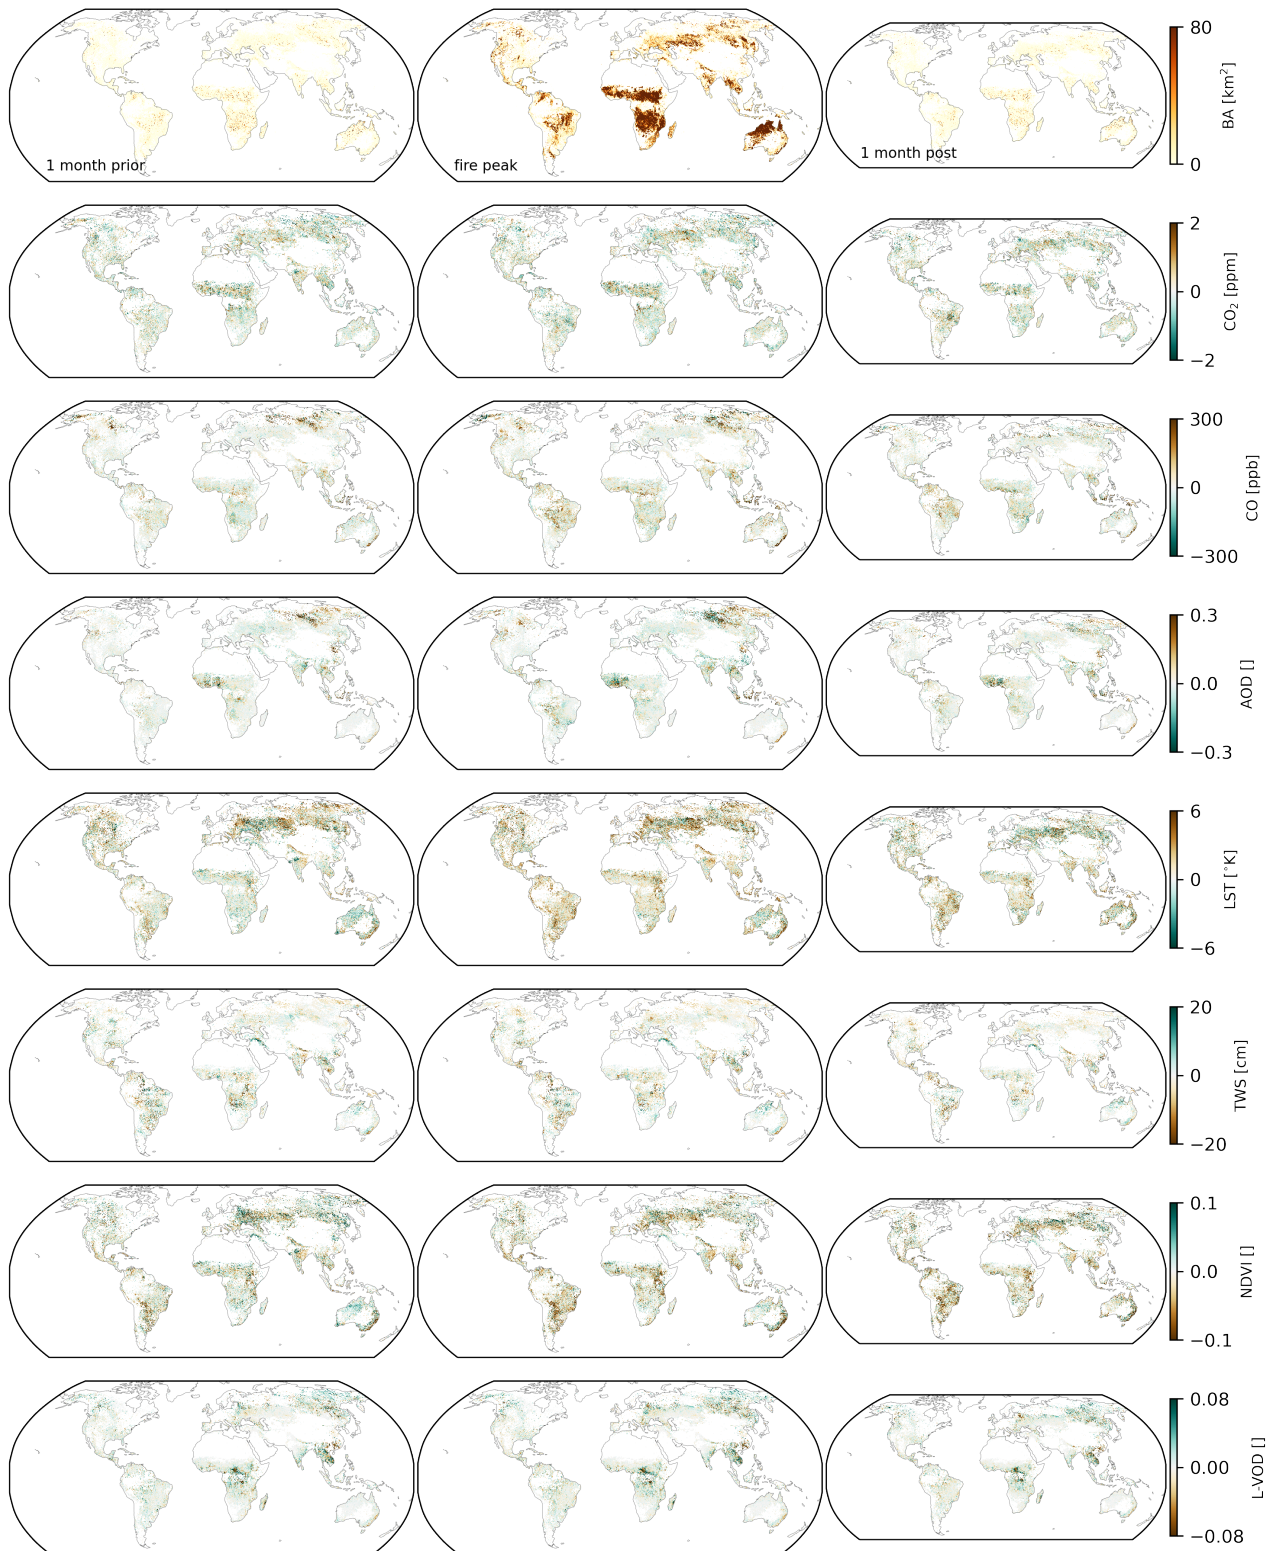 1 month prior
fire peak
1 month post
80
0
BA [km²]
2
0
−2
CO₂ [ppm]
300
0
−300
CO [ppb]
0.3
0.0
−0.3
AOD []
6
0
−6
LST [°K]
20
0
−20
TWS [cm]
0.1
0.0
−0.1
NDVI []
0.08
0.00
−0.08
L-VOD []